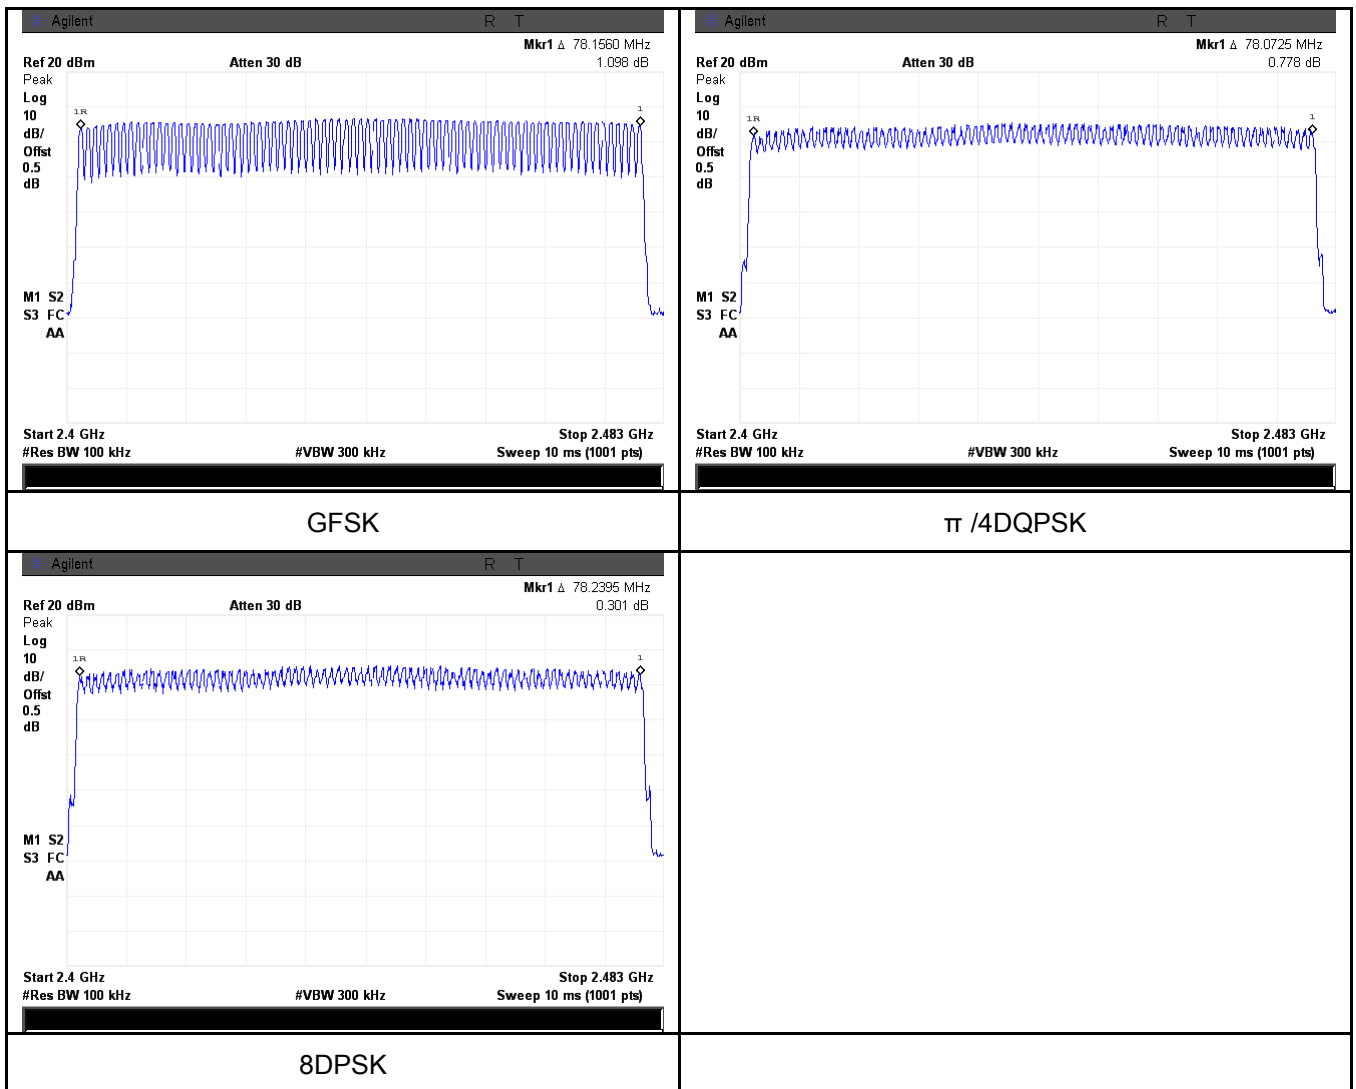 Agilent R T
Mkr1 Δ 78.1560 MHz
Ref 20 dBm Atten 30 dB 1.098 dB
Peak
Log
10
dB/
Offst
0.5
dB
1R
1
M1 S2
S3 FC
AA
Start 2.4 GHz Stop 2.483 GHz
#Res BW 100 kHz #VBW 300 kHz Sweep 10 ms (1001 pts)
GFSK
Agilent R T
Mkr1 Δ 78.0725 MHz
Ref 20 dBm Atten 30 dB 0.778 dB
Peak
Log
10
dB/
Offst
0.5
dB
1R
1
M1 S2
S3 FC
AA
Start 2.4 GHz Stop 2.483 GHz
#Res BW 100 kHz #VBW 300 kHz Sweep 10 ms (1001 pts)
π /4DQPSK
Agilent R T
Mkr1 Δ 78.2395 MHz
Ref 20 dBm Atten 30 dB 0.301 dB
Peak
Log
10
dB/
Offst
0.5
dB
1R
1
M1 S2
S3 FC
AA
Start 2.4 GHz Stop 2.483 GHz
#Res BW 100 kHz #VBW 300 kHz Sweep 10 ms (1001 pts)
8DPSK